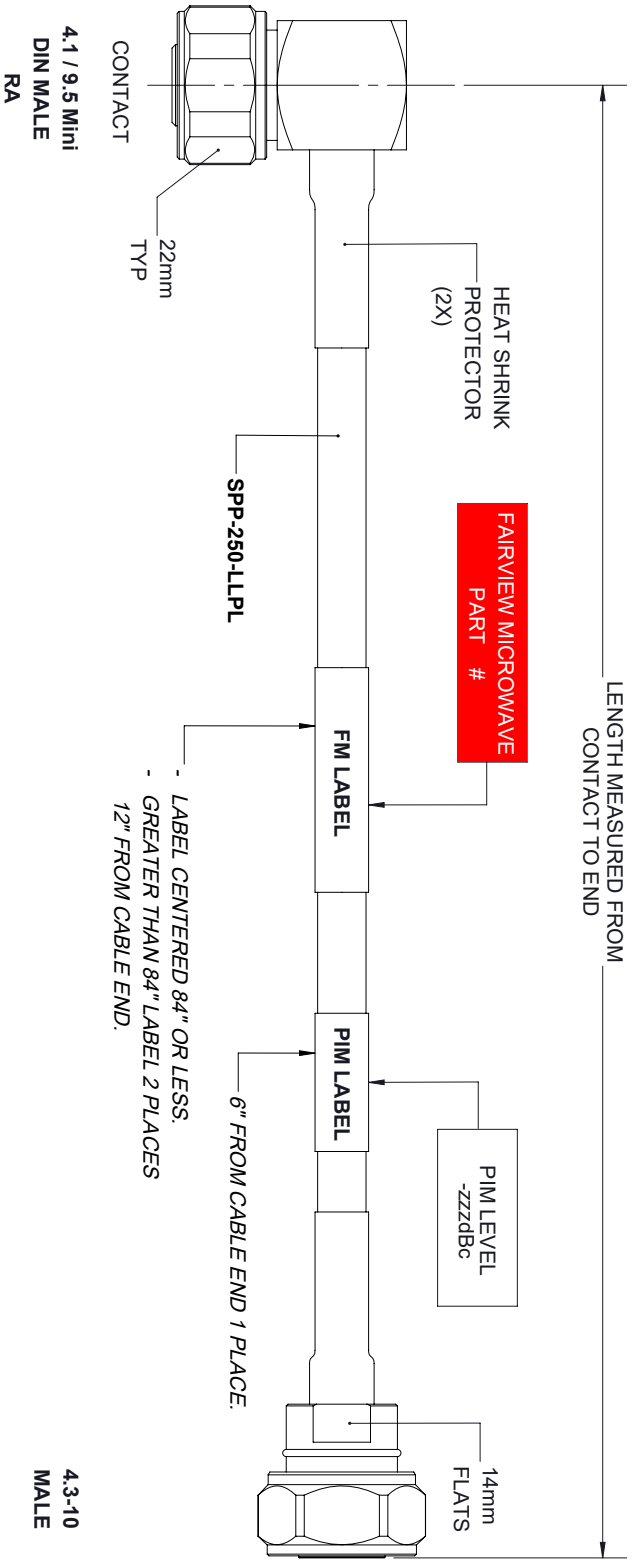 LENGTH MEASURED FROM
CONTACT TO END
HEAT SHRINK
PROTECTOR
(2X)
FAIRVIEW MICROWAVE
PART #
PIM LEVEL
-zzzdBc
14mm
FLATS
FM LABEL
PIM LABEL
22mm
TYP
SPP-250-LLPL
6" FROM CABLE END 1 PLACE.
- LABEL CENTERED 84" OR LESS.
- GREATER THAN 84" LABEL 2 PLACES
12" FROM CABLE END.
CONTACT
4.1 / 9.5 Mini
DIN MALE
RA
4.3-10
MALE